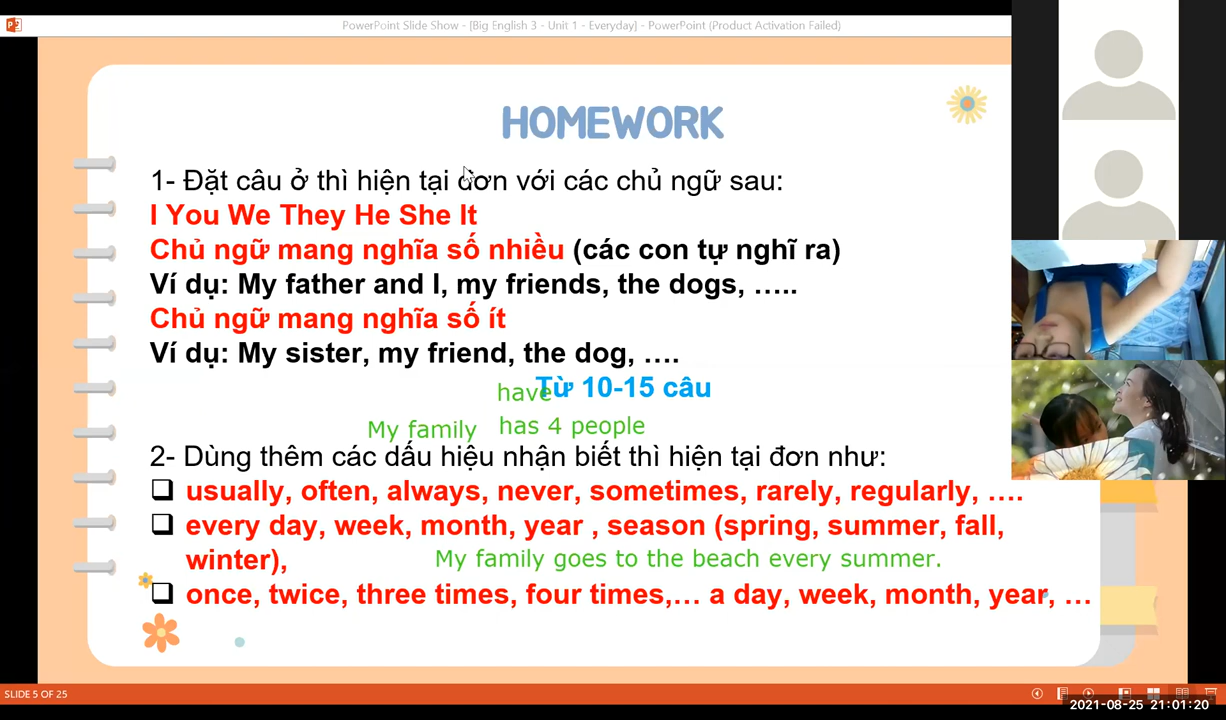 PowerPoint Slide Show - [Big English 3 - Unit 1 - Everyday] - PowerPoint (Product Activation Failed)
HOMEWORK
1- Đặt câu ở thì hiện tại đơn với các chủ ngữ sau:
I You We They He She It
Chủ ngữ mang nghĩa số nhiều (các con tự nghĩ ra)
Ví dụ: My father and I, my friends, the dogs, …..
Chủ ngữ mang nghĩa số ít
Ví dụ: My sister, my friend, the dog, ….
have Từ 10-15 câu
My family has 4 people
2- Dùng thêm các dấu hiệu nhận biết thì hiện tại đơn như:
usually, often, always, never, sometimes, rarely, regularly, ….
every day, week, month, year , season (spring, summer, fall,
winter),
My family goes to the beach every summer.
once, twice, three times, four times,… a day, week, month, year, …
SLIDE 5 OF 25
2021-08-25 21:01:20